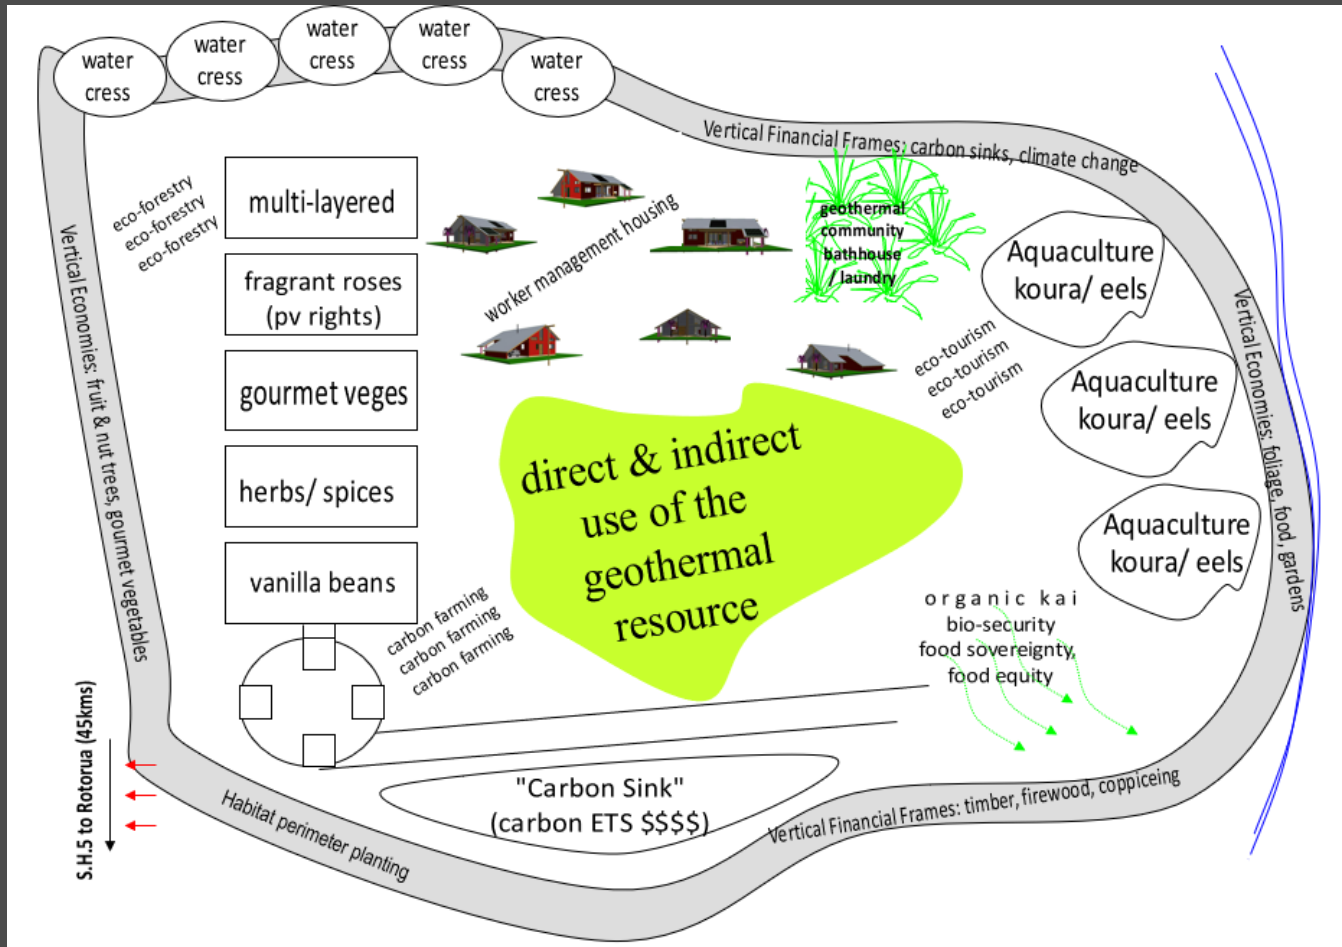 water
cress
water
cress
water
cress
water
cress
water
cress
Vertical Financial Frames: carbon sinks, climate change
eco-forestry
eco-forestry
eco-forestry
multi-layered
fragrant roses
(pv rights)
gourmet veges
herbs/ spices
vanilla beans
worker management housing
geothermal
community
bathhouse
/ laundry
Aquaculture
koura/ eels
Aquaculture
koura/ eels
Aquaculture
koura/ eels
eco-tourism
eco-tourism
eco-tourism
Vertical Economies: fruit & nut trees, gourmet vegetables
Vertical Economies: foliage, food, gardens
direct & indirect
use of the
geothermal
resource
carbon farming
carbon farming
carbon farming
organic kai
bio-security
food sovereignty,
food equity
S.H.5 to Rotorua (45kms)
Habitat perimeter planting
"Carbon Sink"
(carbon ETS $$$$)
Vertical Financial Frames: timber, firewood, coppiceing